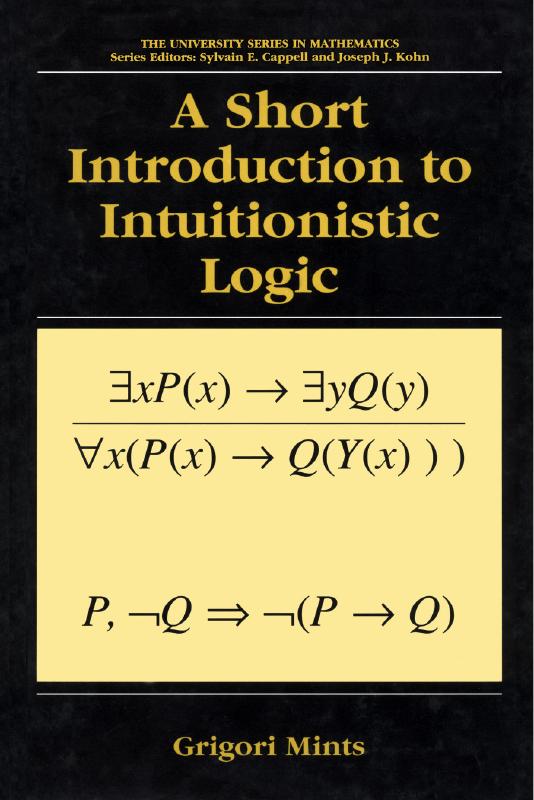 THE UNIVERSITY SERIES IN MATHEMATICS
Series Editors: Sylvain E. Cappell and Joseph J. Kohn
A Short
Introduction to
Intuitionistic
Logic
∃xP(x) → ∃yQ(y)
∀x(P(x) → Q(Y(x) ) )
P, ¬Q ⇒ ¬(P → Q)
Grigori Mints